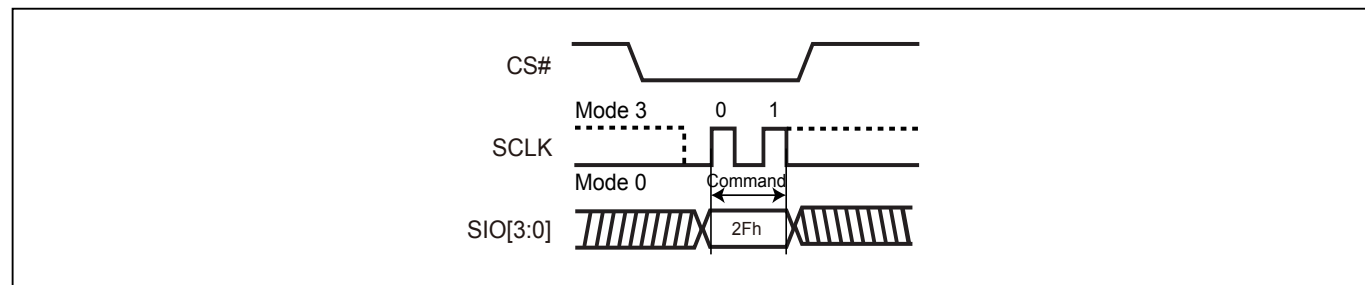 CS#
Mode 3 0 1
SCLK
Mode 0 Command
SIO[3:0] 2Fh